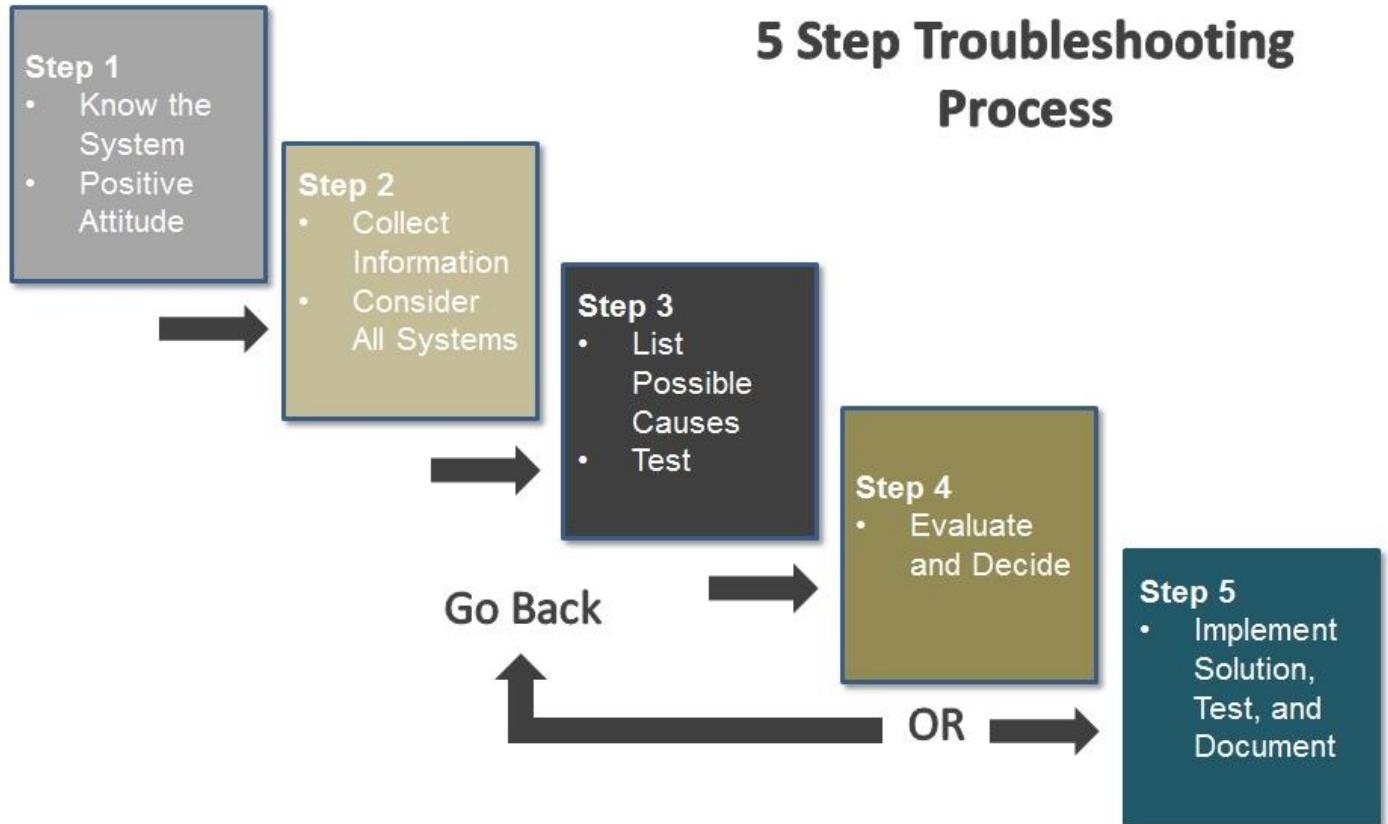 5 Step Troubleshooting
Process
Step 1
• Know the
System
• Positive
Attitude
Step 2
• Collect
Information
• Consider
All Systems
Step 3
• List
Possible
Causes
• Test
Step 4
• Evaluate
and Decide
Go Back
OR
Step 5
• Implement
Solution,
Test, and
Document